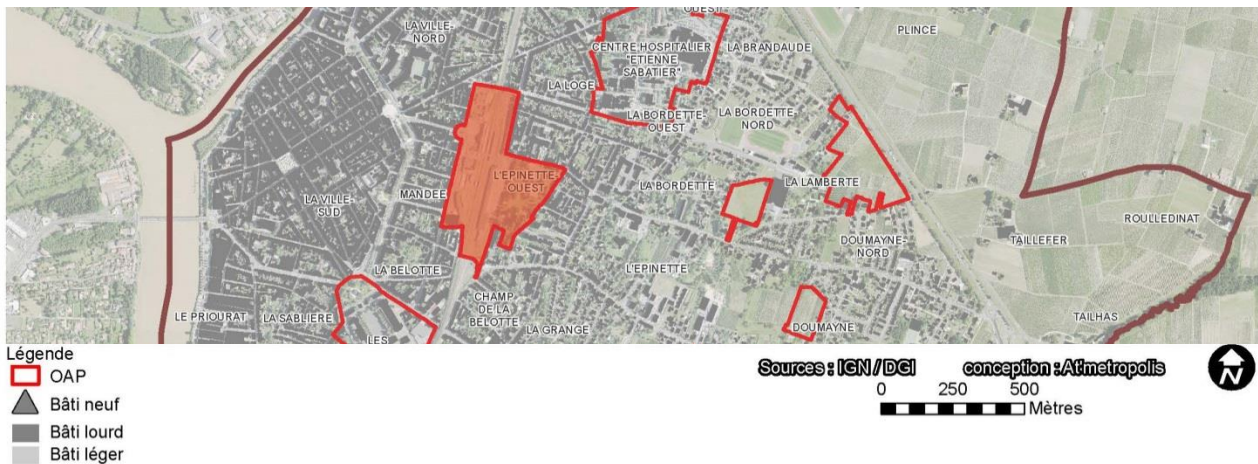 OUEST
LA VILLE-
NORD
CENTRE HOSPITALIER
"ETIENNE
SABATIER"
LA BRANDAUDE
PLINCE
LA LOGE
LA BORDETTE-
OUEST
LA BORDETTE-
NORD
L'EPINETTE-
OUEST
LA BORDETTE
LA LAMBERTE
MANDEE
LA VILLE-
SUD
ROULLEDINAT
DOUMAYNE-
NORD
TAILLEFER
LA BELOTTE
L'EPINETTE
CHAMP
DE LA
BELOTTE
LE PRIOURAT
LA SABLIERE
LES
LA GRANGE
DOUMAYNE
TAILHAS
Légende
OAP
Bâti neuf
Bâti lourd
Bâti léger
Sources : IGN / DGI conception : At'metropolis
0 250 500
Mètres
N